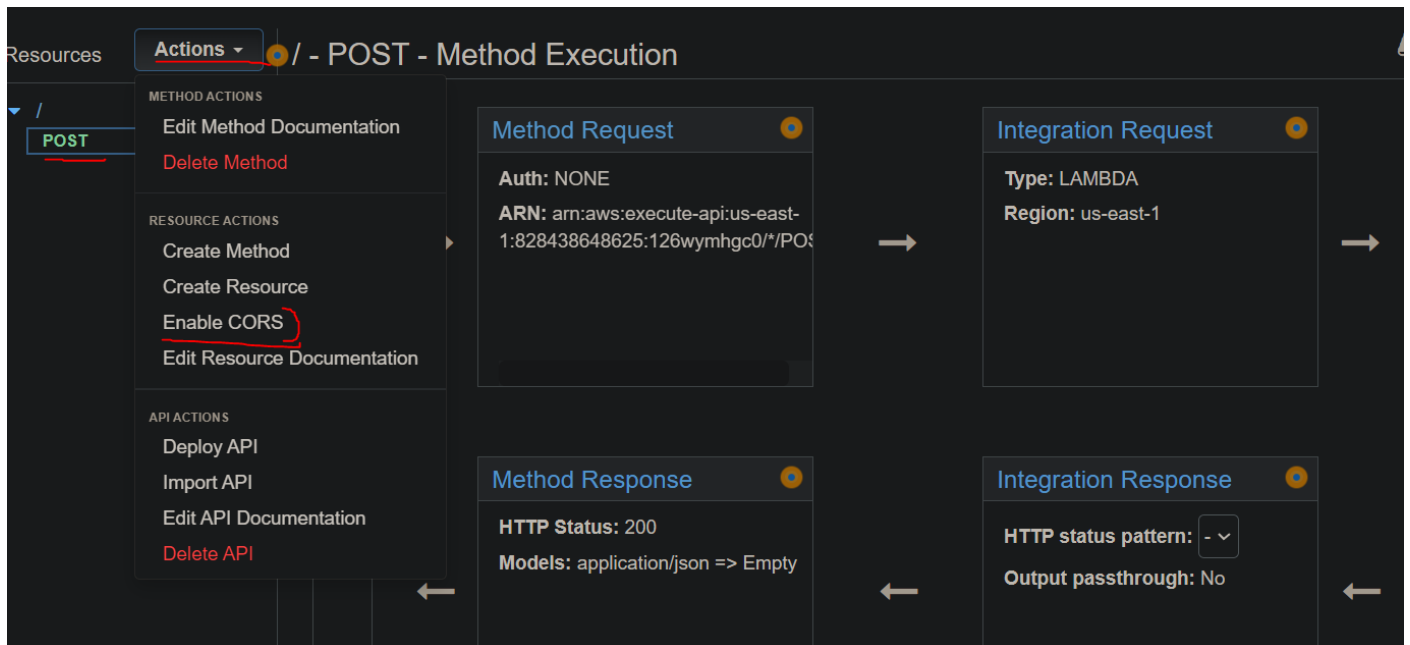 Resources
Actions
/ - POST - Method Execution
/
POST
METHOD ACTIONS
Edit Method Documentation
Delete Method
RESOURCE ACTIONS
Create Method
Create Resource
Enable CORS
Edit Resource Documentation
API ACTIONS
Deploy API
Import API
Edit API Documentation
Delete API
Method Request
Auth: NONE
ARN: arn:aws:execute-api:us-east-
1:828438648625:126wymhgc0/*/POS
Integration Request
Type: LAMBDA
Region: us-east-1
Method Response
HTTP Status: 200
Models: application/json => Empty
Integration Response
HTTP status pattern: -
Output passthrough: No